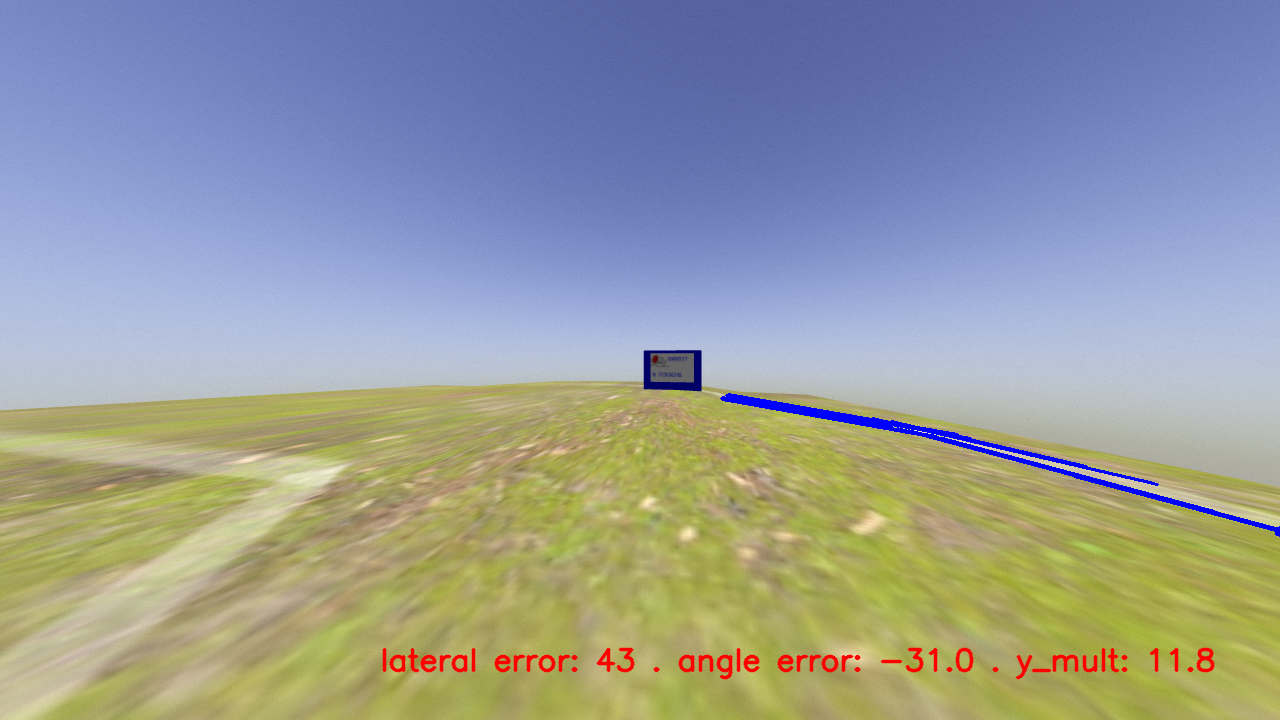 lateral error: 43 . angle error: −31.0 . y_mult: 11.8